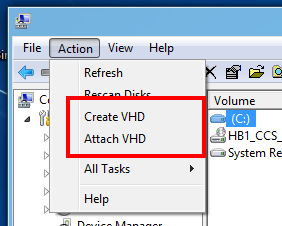 File Action View Help
Refresh
Rescan Disks
Create VHD
Attach VHD
All Tasks
Help
Volume
(C:)
HB1_CCS_
System Re
Device Manager